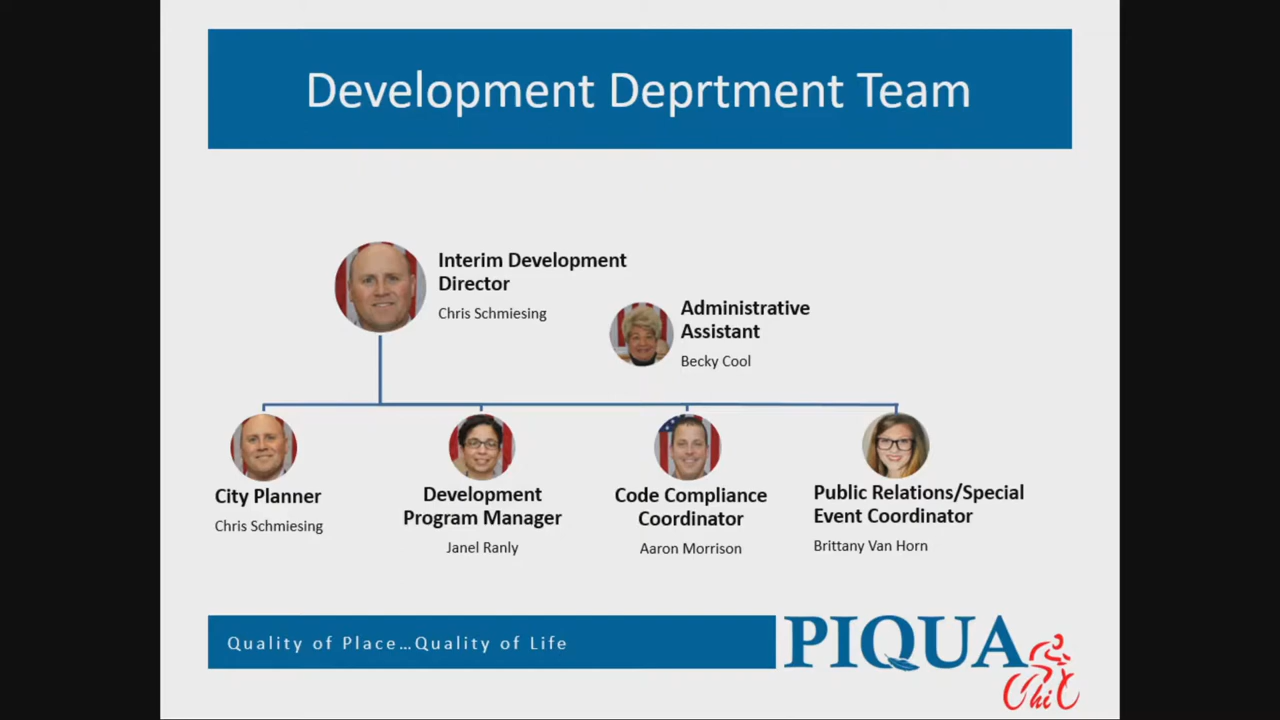 Development Deprtment Team
Interim Development
Director
Chris Schmiesing
Administrative
Assistant
Becky Cool
City Planner
Chris Schmiesing
Development
Program Manager
Janel Ranly
Code Compliance
Coordinator
Aaron Morrison
Public Relations/Special
Event Coordinator
Brittany Van Horn
Quality of Place…Quality of Life
PIQUA
OhiO